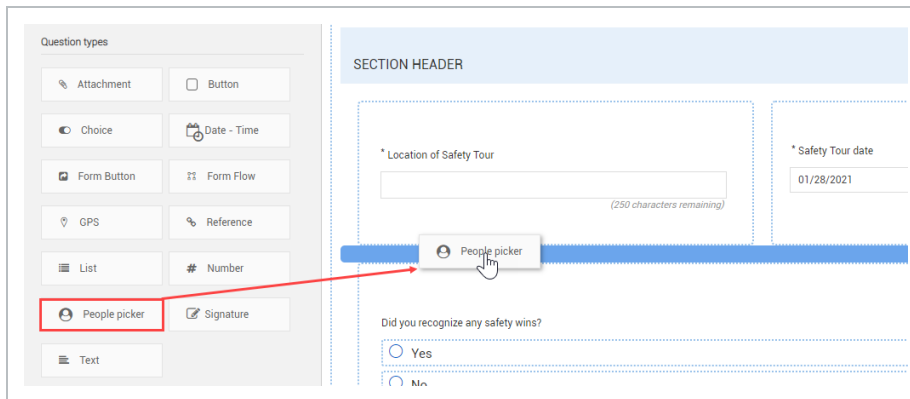 Question types
Attachment
Button
Choice
Date - Time
Form Button
Form Flow
GPS
Reference
List
# Number
People picker
Signature
Text
SECTION HEADER
* Location of Safety Tour
(250 characters remaining)
* Safety Tour date
01/28/2021
People picker
Did you recognize any safety wins?
Yes
No